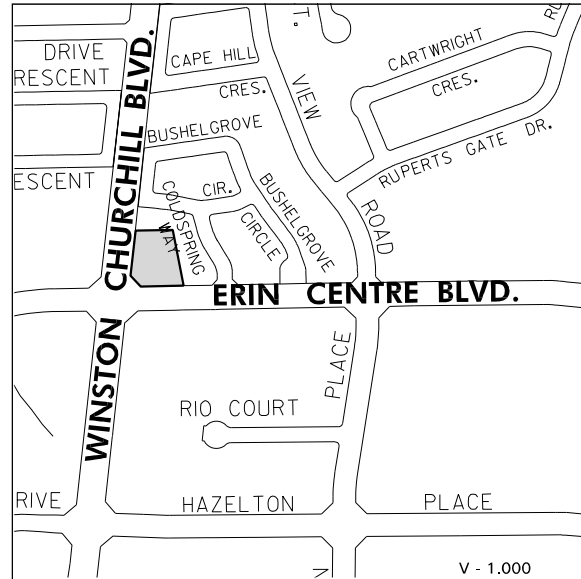 DRIVE
RESCENT
WINSTON CHURCHILL BLVD.
CAPE HILL
CRES.
VIEW
ROAD
T.
CARTWRIGHT
CRES.
RUPERTS GATE DR.
RU
BUSHELGROVE
CIR.
ESCENT
COLDSPRING
WAY
CIRCLE
BUSHELGROVE
ERIN CENTRE BLVD.
PLACE
RIO COURT
RIVE
HAZELTON PLACE
V - 1.000